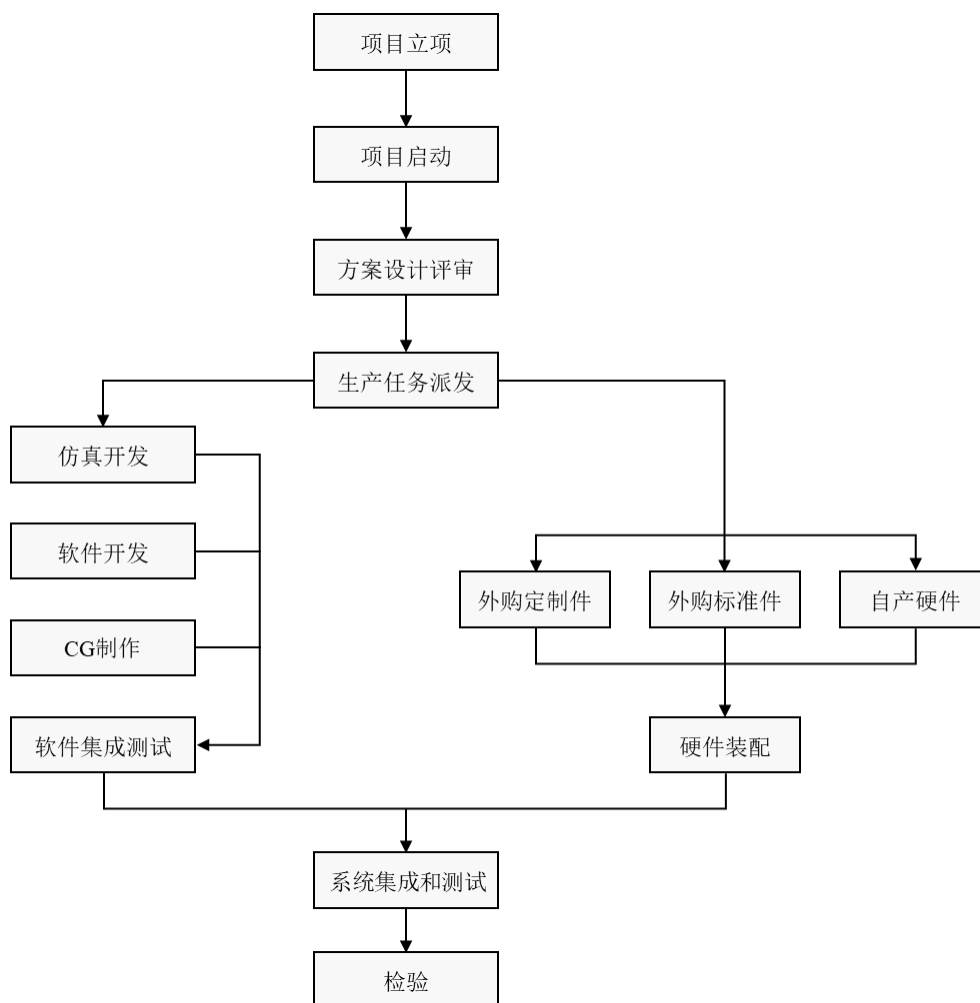 项目立项
项目启动
方案设计评审
生产任务派发
仿真开发
软件开发
外购定制件
外购标准件
自产硬件
CG制作
软件集成测试
硬件装配
系统集成和测试
检验